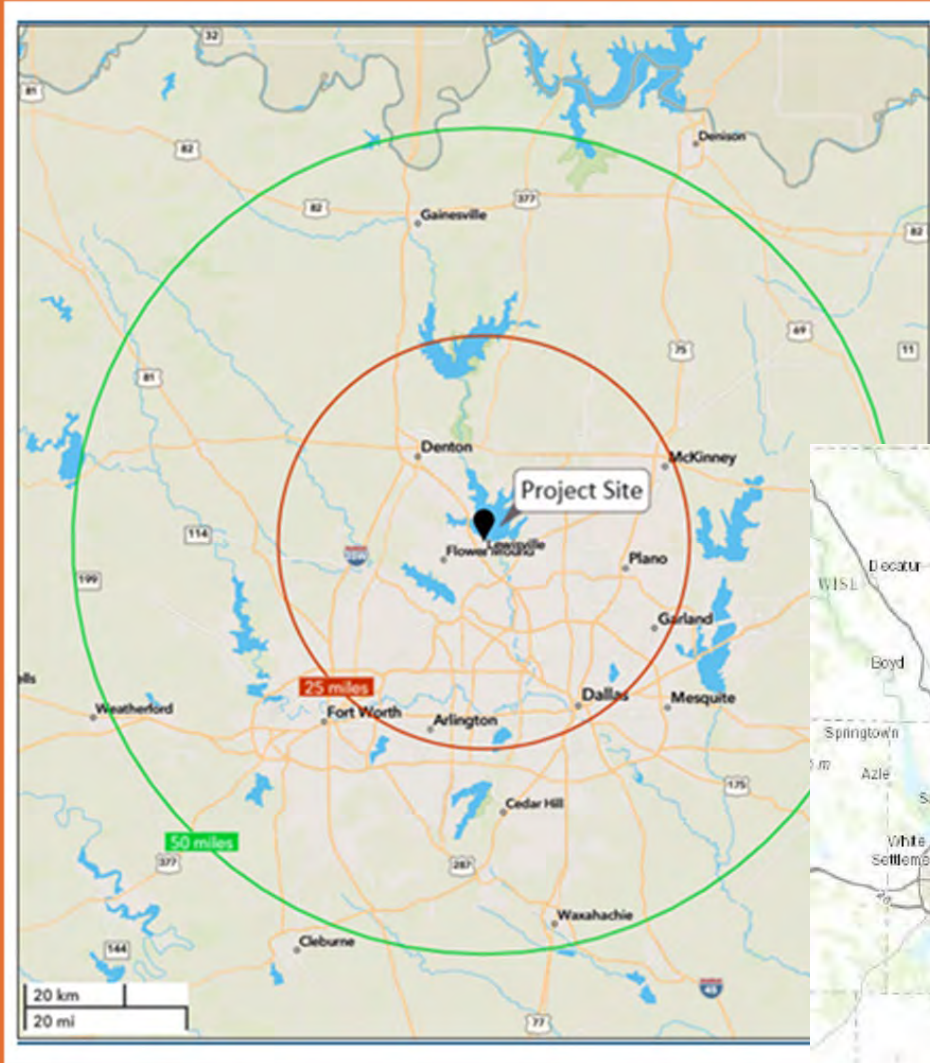 32
81
Denison
82
377
82
Gainesville
82
69
75
11
81
Denton
McKinney
Project Site
Lewisville
Flower Mound
114
Plano
199
Decatur
WISE
Garland
Boyd
25 miles
Dallas
Mesquite
Weatherford
Fort Worth
Arlington
Springtown
Azle
175
Cedar Hill
50 miles
White
Settleme
377
287
Waxahachie
Cleburne
144
20 km
20 mi
77